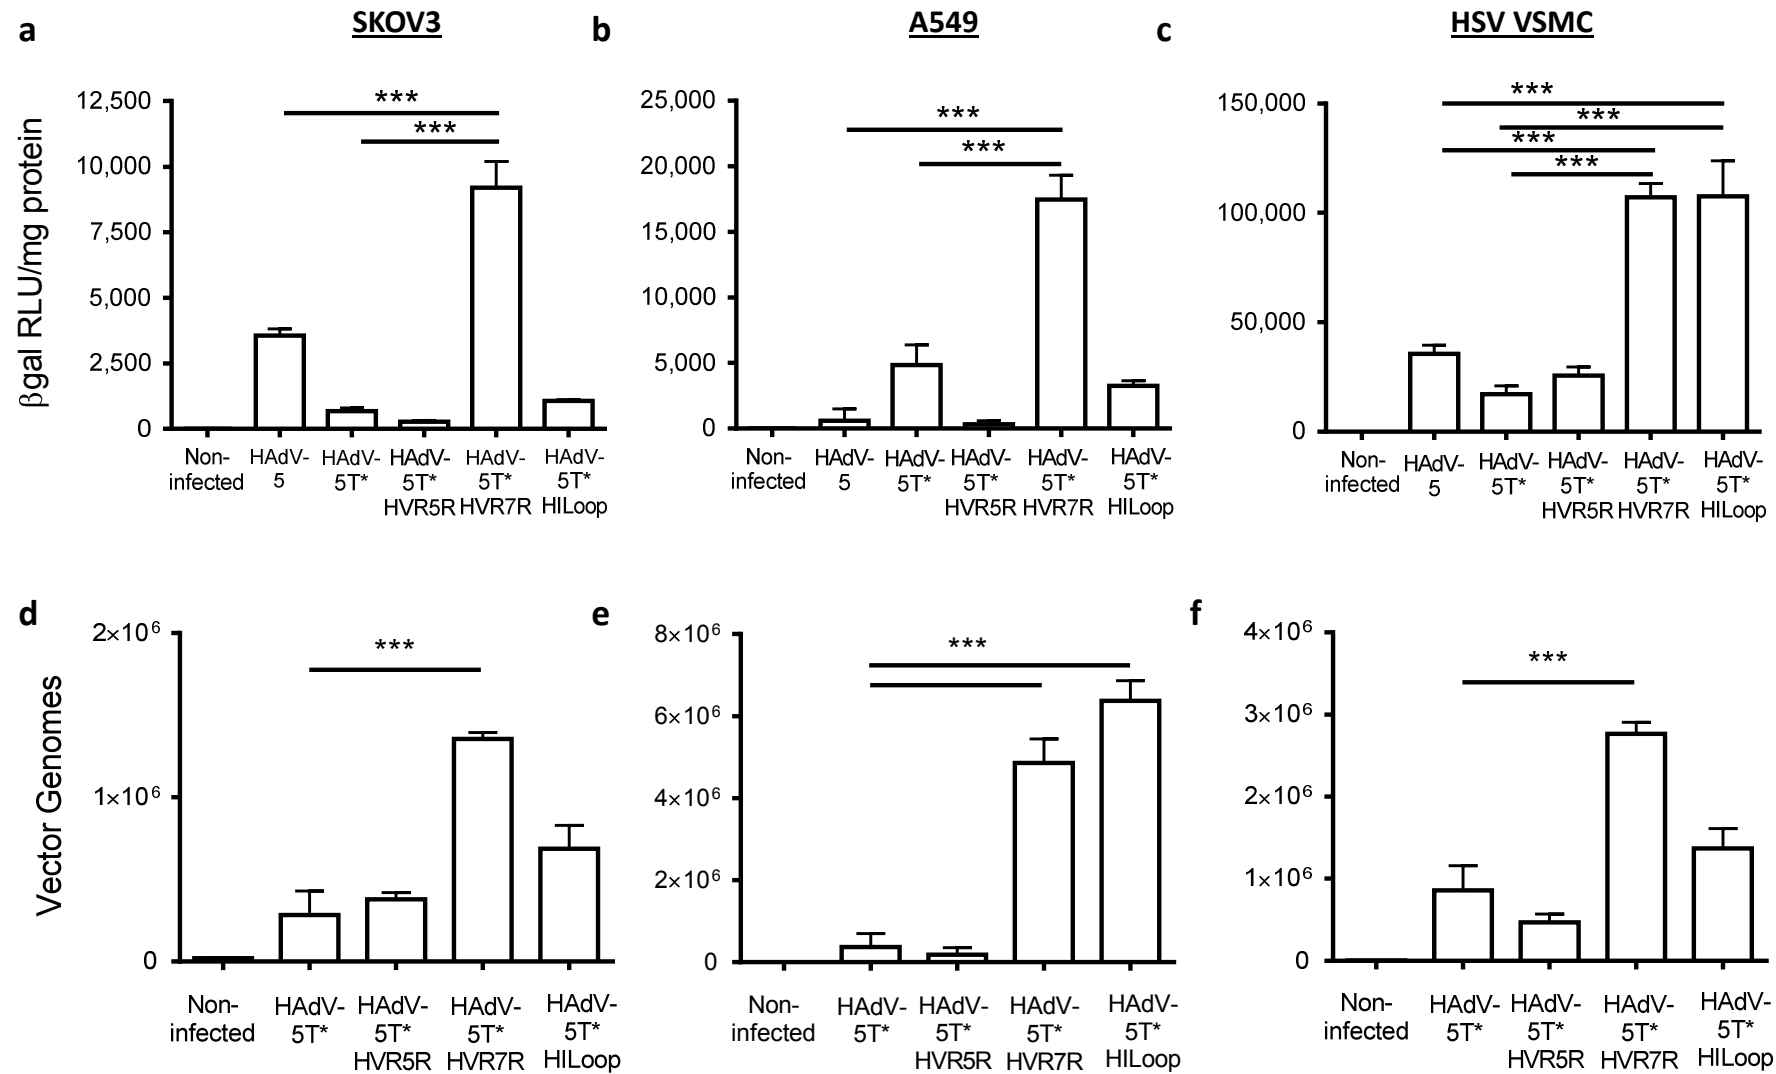 a
SKOV3
b
A549
c
HSV VSMC
βgal RLU/mg protein
12,500
10,000
7,500
5,000
2,500
0
***
***
Non-
infected
HAdV-
5
HAdV-
5T*
HAdV-
5T*
HVR5R
HAdV-
5T*
HVR7R
HAdV-
5T*
HILoop
25,000
20,000
15,000
10,000
5,000
0
***
***
Non-
infected
HAdV-
5
HAdV-
5T*
HAdV-
5T*
HVR5R
HAdV-
5T*
HVR7R
HAdV-
5T*
HILoop
150,000
100,000
50,000
0
***
***
***
***
Non-
infected
HAdV-
5
HAdV-
5T*
HAdV-
5T*
HVR5R
HAdV-
5T*
HVR7R
HAdV-
5T*
HILoop
d
Vector Genomes
2×10⁶
1×10⁶
0
***
Non-
infected
HAdV-
5T*
HAdV-
5T*
HVR5R
HAdV-
5T*
HVR7R
HAdV-
5T*
HILoop
e
8×10⁶
6×10⁶
4×10⁶
2×10⁶
0
***
Non-
infected
HAdV-
5T*
HAdV-
5T*
HVR5R
HAdV-
5T*
HVR7R
HAdV-
5T*
HILoop
f
4×10⁶
3×10⁶
2×10⁶
1×10⁶
0
***
Non-
infected
HAdV-
5T*
HAdV-
5T*
HVR5R
HAdV-
5T*
HVR7R
HAdV-
5T*
HILoop